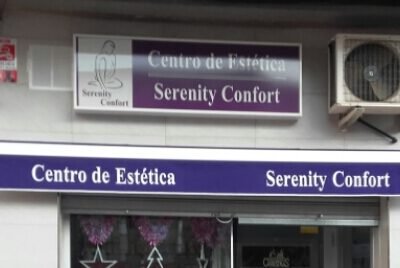 Centro de Estética
Serenity Confort
Serenity
Confort
Centro de Estética Serenity Confort